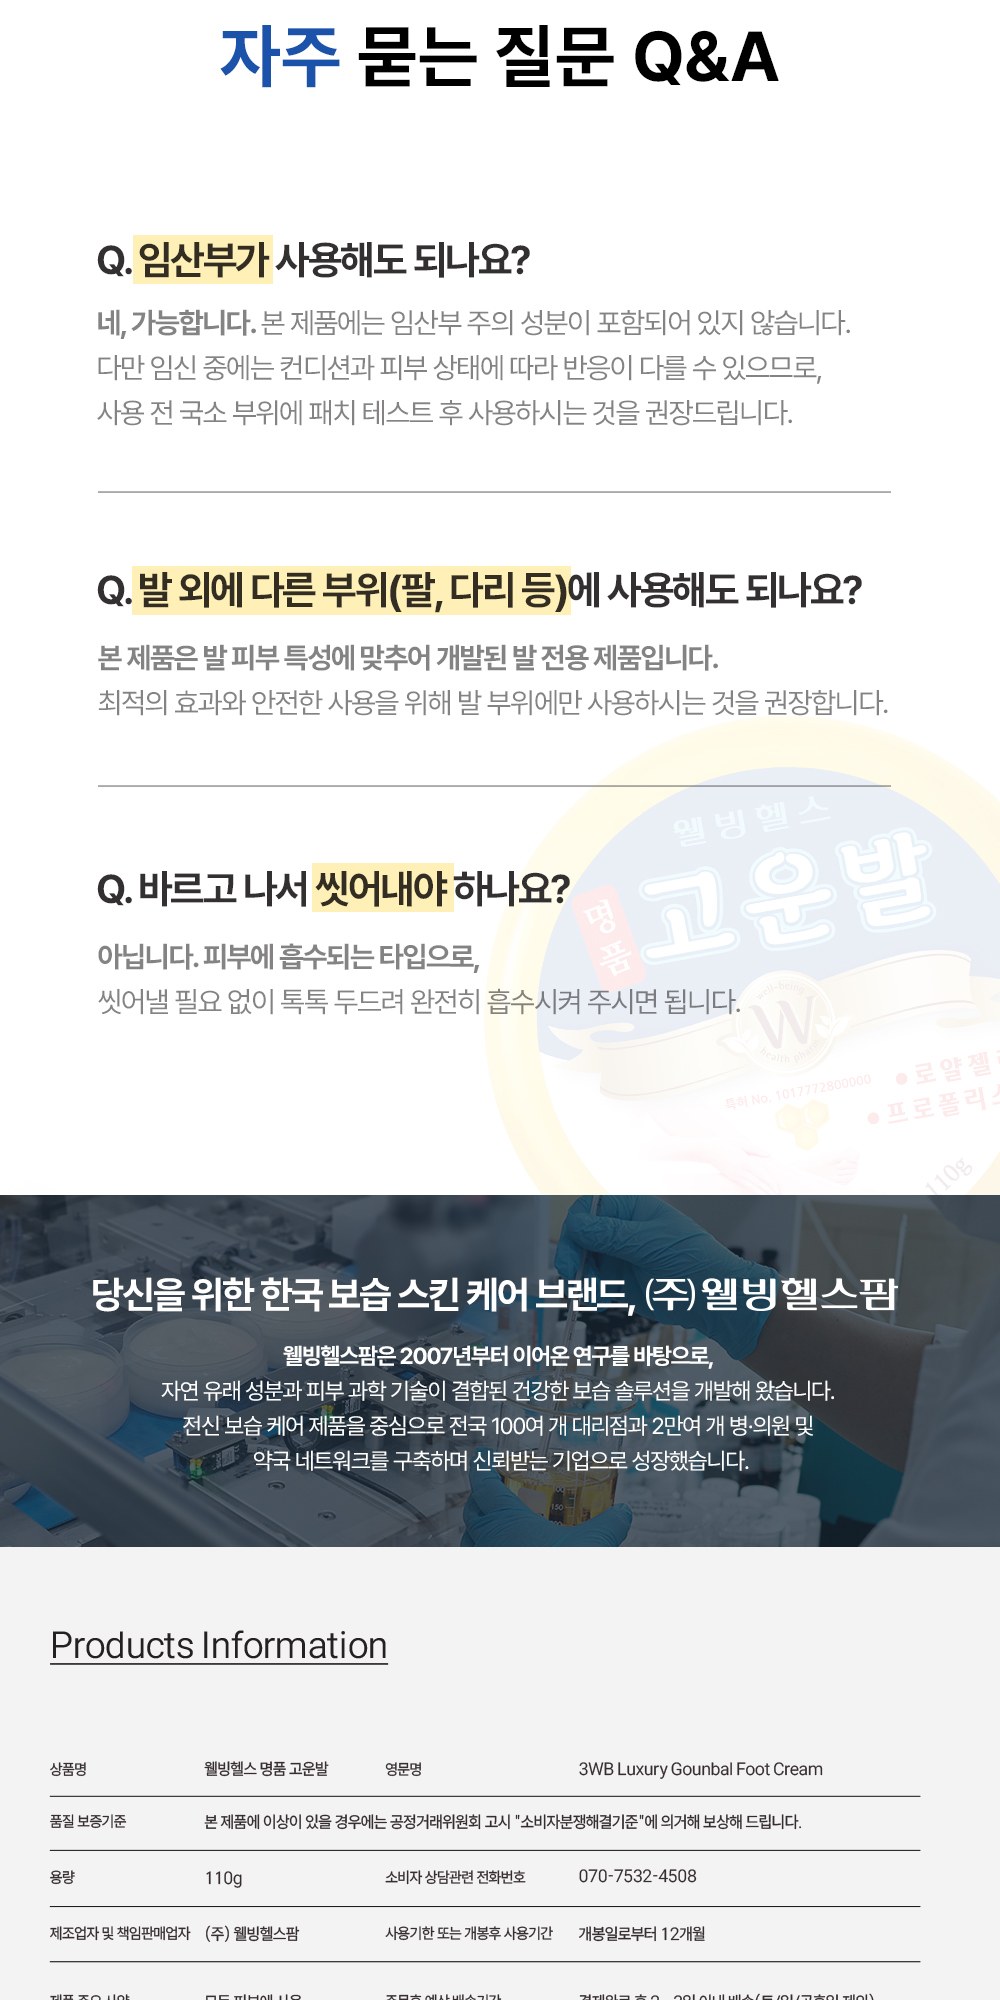 자주 묻는 질문 Q&A
Q. 임산부가 사용해도 되나요?
네, 가능합니다. 본 제품에는 임산부 주의 성분이 포함되어 있지 않습니다.
다만 임신 중에는 컨디션과 피부 상태에 따라 반응이 다를 수 있으므로,
사용 전 국소 부위에 패치 테스트 후 사용하시는 것을 권장드립니다.
Q. 발 외에 다른 부위(팔, 다리 등)에 사용해도 되나요?
본 제품은 발 피부 특성에 맞추어 개발된 발 전용 제품입니다.
최적의 효과와 안전한 사용을 위해 발 부위에만 사용하시는 것을 권장합니다.
웰빙헬스
명품 고운발
Q. 바르고 나서 씻어내야 하나요?
아닙니다. 피부에 흡수되는 타입으로,
씻어낼 필요 없이 톡톡 두드려 완전히 흡수시켜 주시면 됩니다.
well-being
W
health pharm
특허 No. 1017772800000
● 로얄젤
● 프로폴리스
110g
당신을 위한 한국 보습 스킨 케어 브랜드, (주)웰빙헬스팜
웰빙헬스팜은 2007년부터 이어온 연구를 바탕으로,
자연 유래 성분과 피부 과학 기술이 결합된 건강한 보습 솔루션을 개발해 왔습니다.
전신 보습 케어 제품을 중심으로 전국 100여 개 대리점과 2만여 개 병·의원 및
약국 네트워크를 구축하며 신뢰받는 기업으로 성장했습니다.
150
Products Information
상품명 웰빙헬스 명품 고운발 영문명 3WB Luxury Gounbal Foot Cream
품질 보증기준 본 제품에 이상이 있을 경우에는 공정거래위원회 고시 "소비자분쟁해결기준"에 의거해 보상해 드립니다.
용량 110g 소비자 상담관련 전화번호 070-7532-4508
제조업자 및 책임판매업자 (주) 웰빙헬스팜 사용기한 또는 개봉후 사용기간 개봉일로부터 12개월